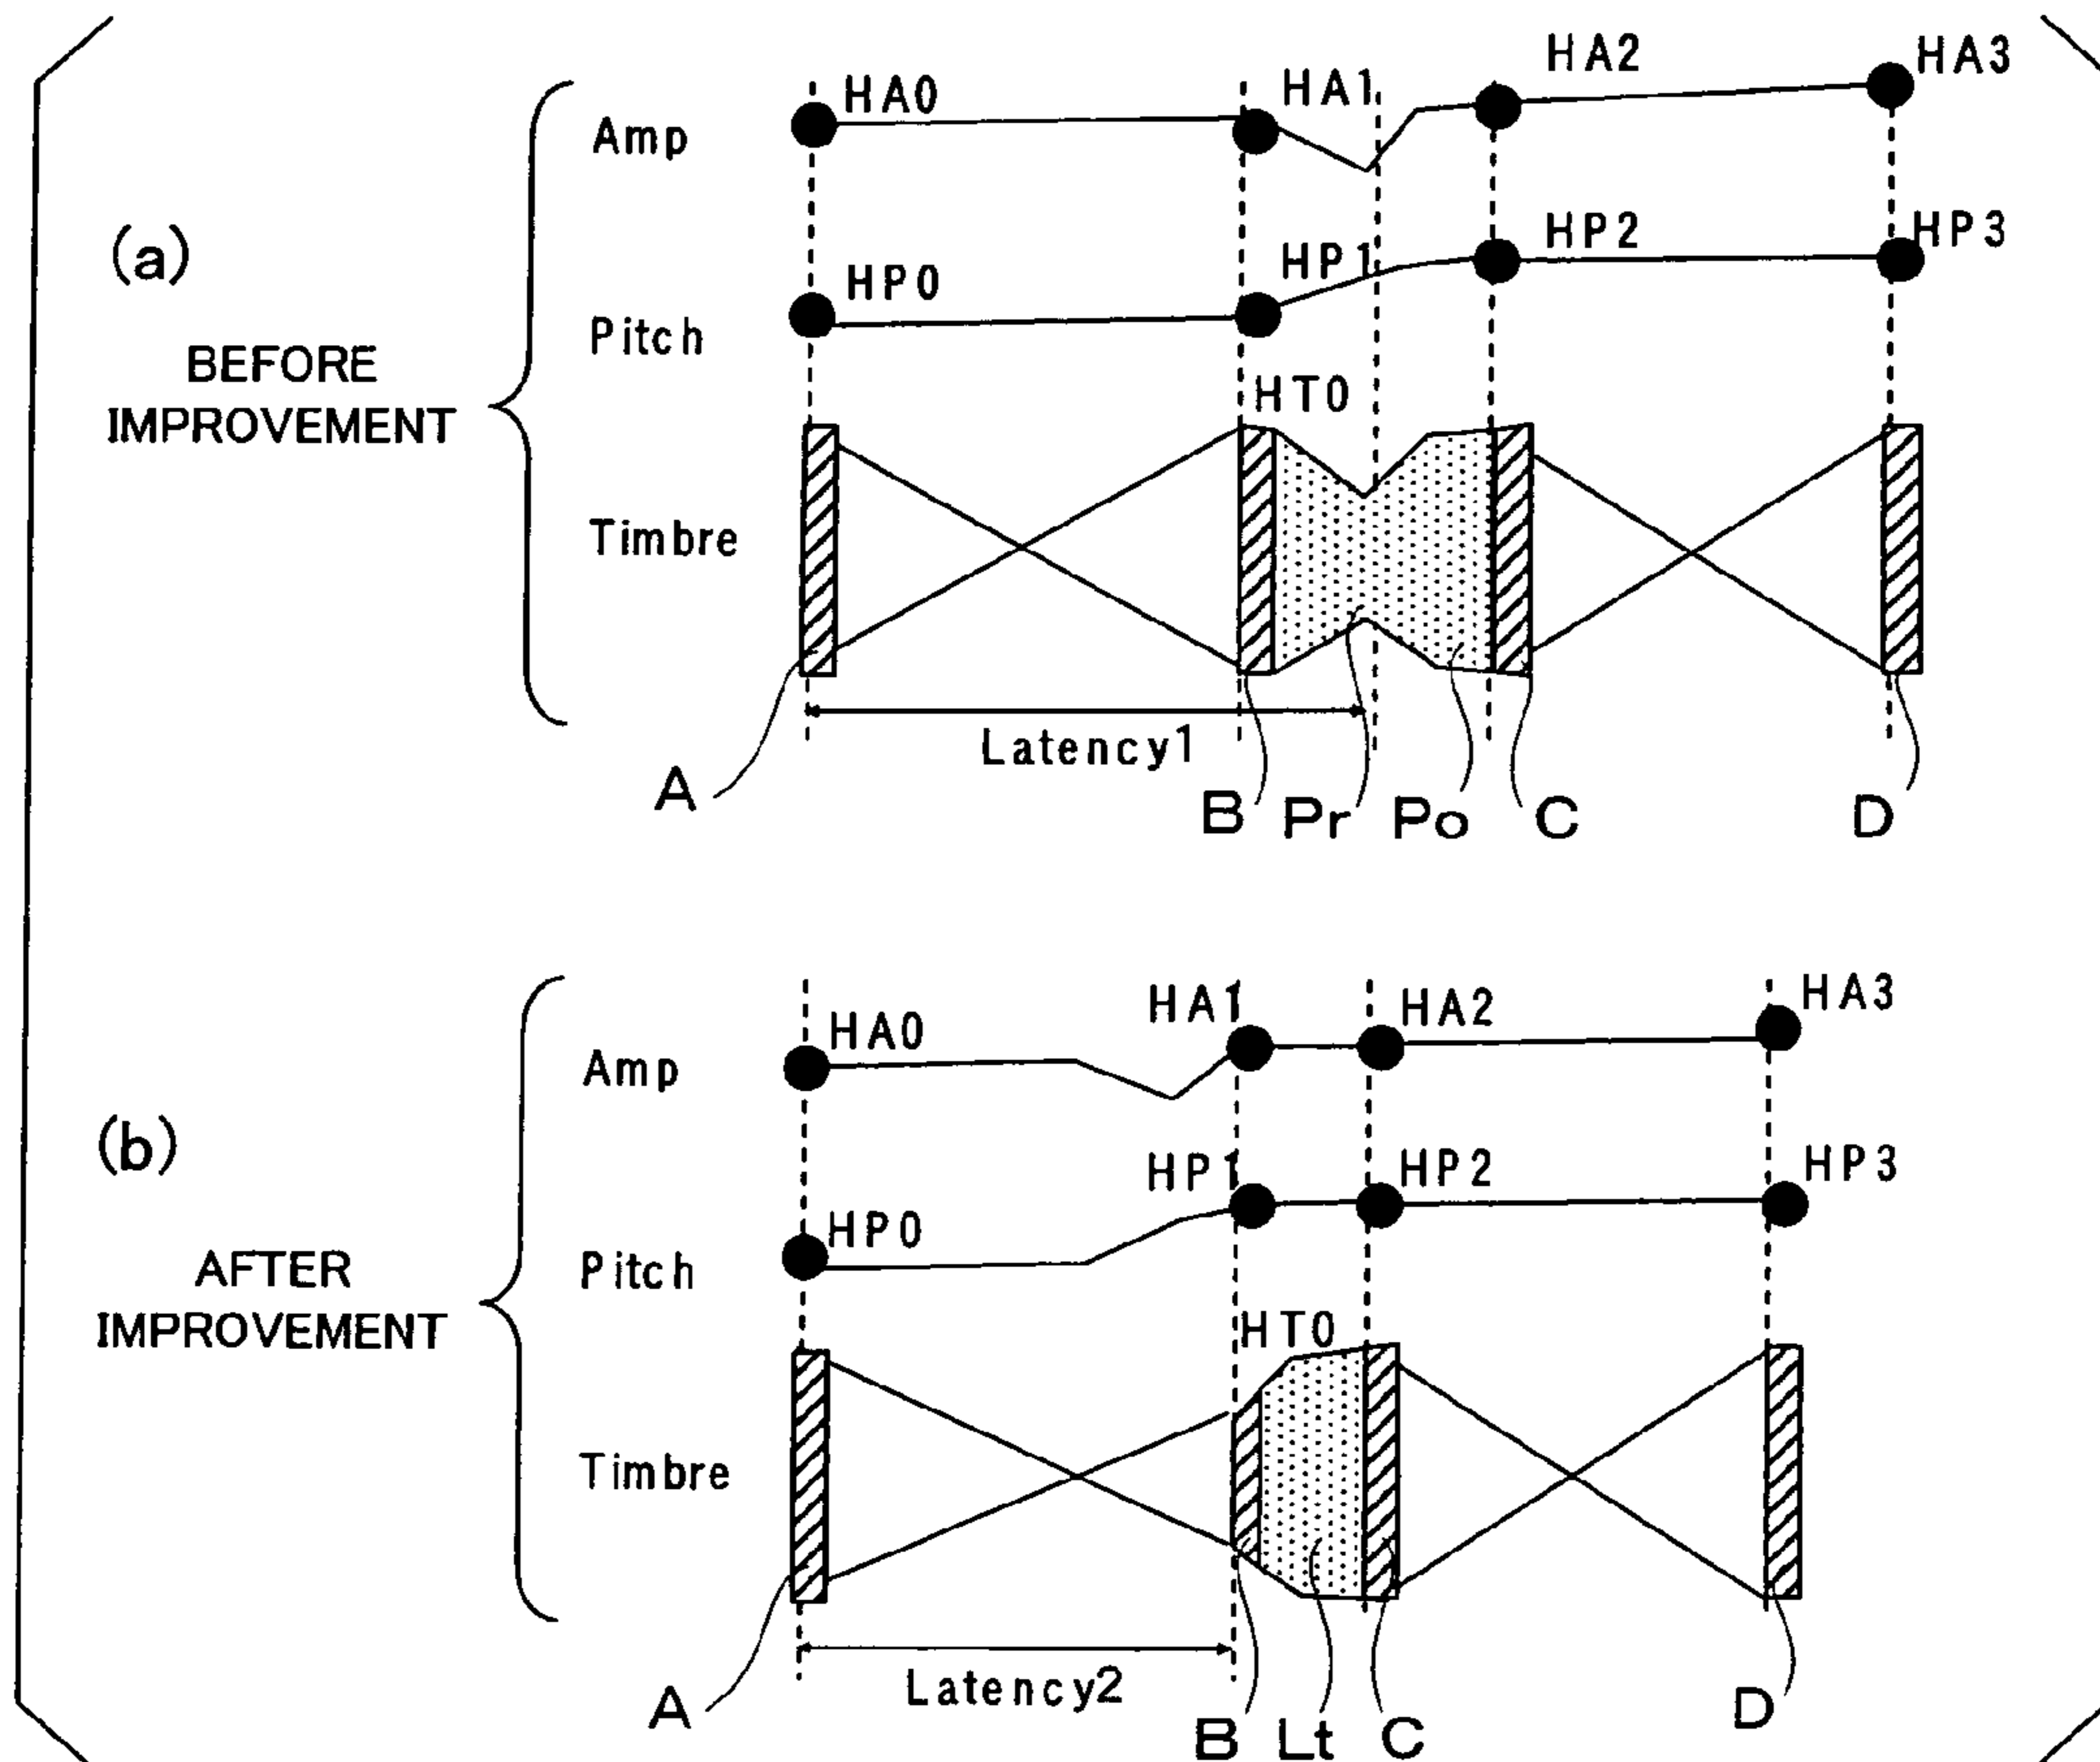 (a)
BEFORE
IMPROVEMENT
Amp
HA0
HA1
HA2
HA3
Pitch
HP0
HP1
HP2
HP3
Timbre
HT0
Latency1
A
B
Pr
Po
C
D
(b)
AFTER
IMPROVEMENT
Amp
HA0
HA1
HA2
HA3
Pitch
HP0
HP1
HP2
HP3
Timbre
HT0
Latency2
A
B
Lt
C
D